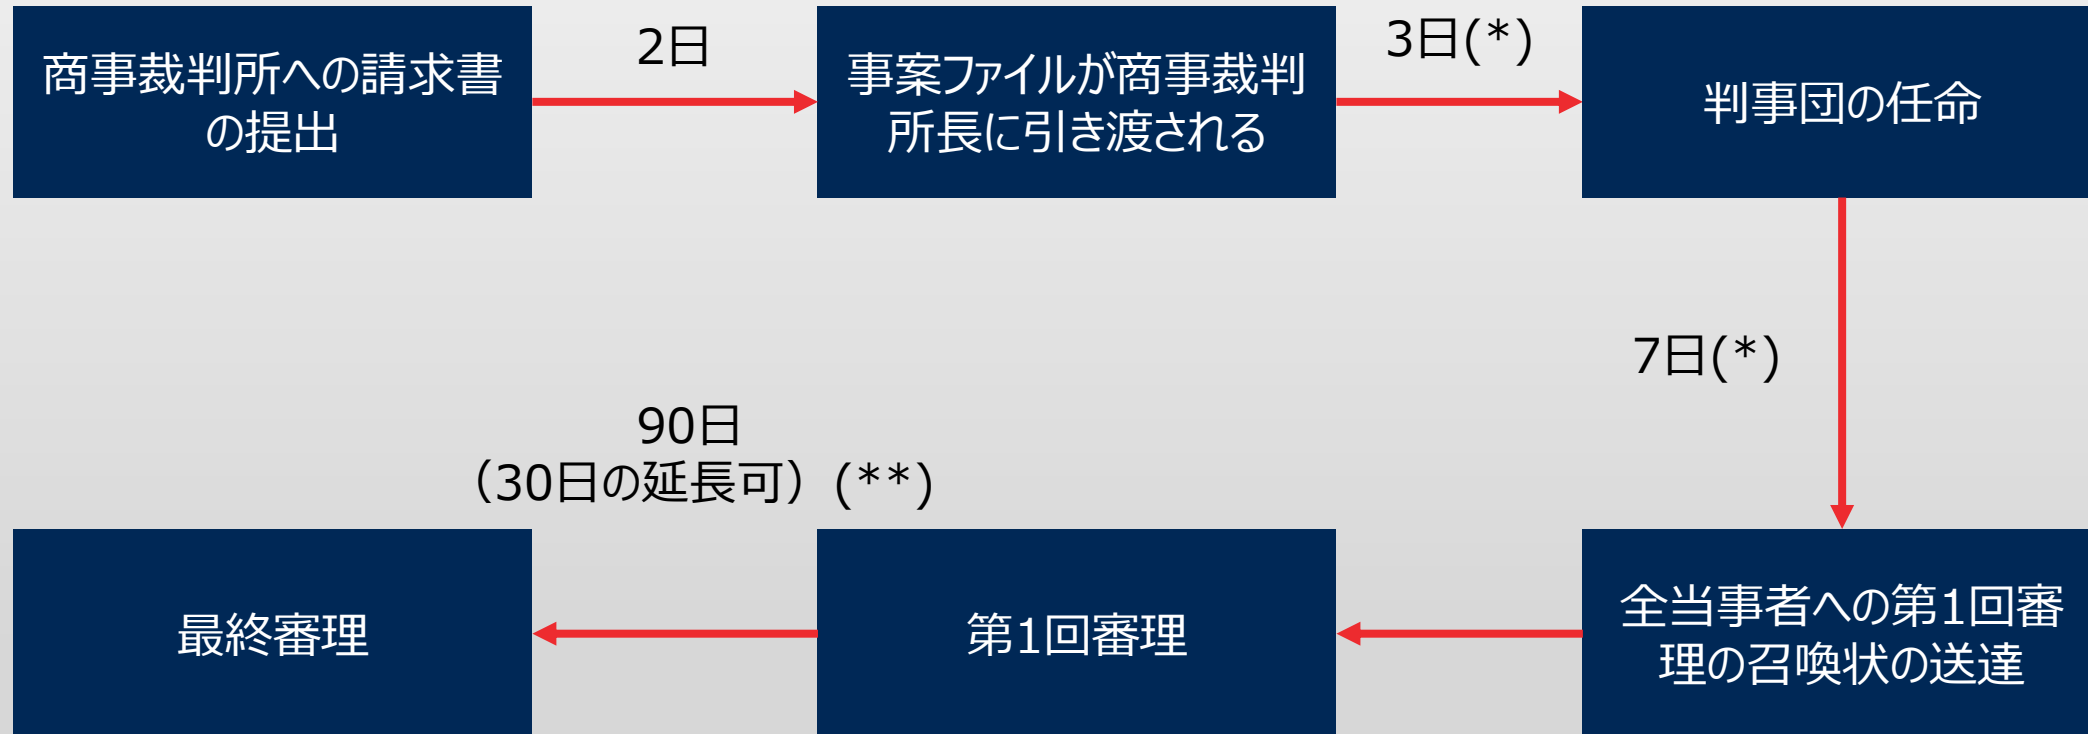 商事裁判所への請求書
の提出
2日
事案ファイルが商事裁判
所長に引き渡される
3日(*)
判事団の任命
7日(*)
全当事者への第1回審
理の召喚状の送達
第1回審理
90日
（30日の延長可）(**)
最終審理